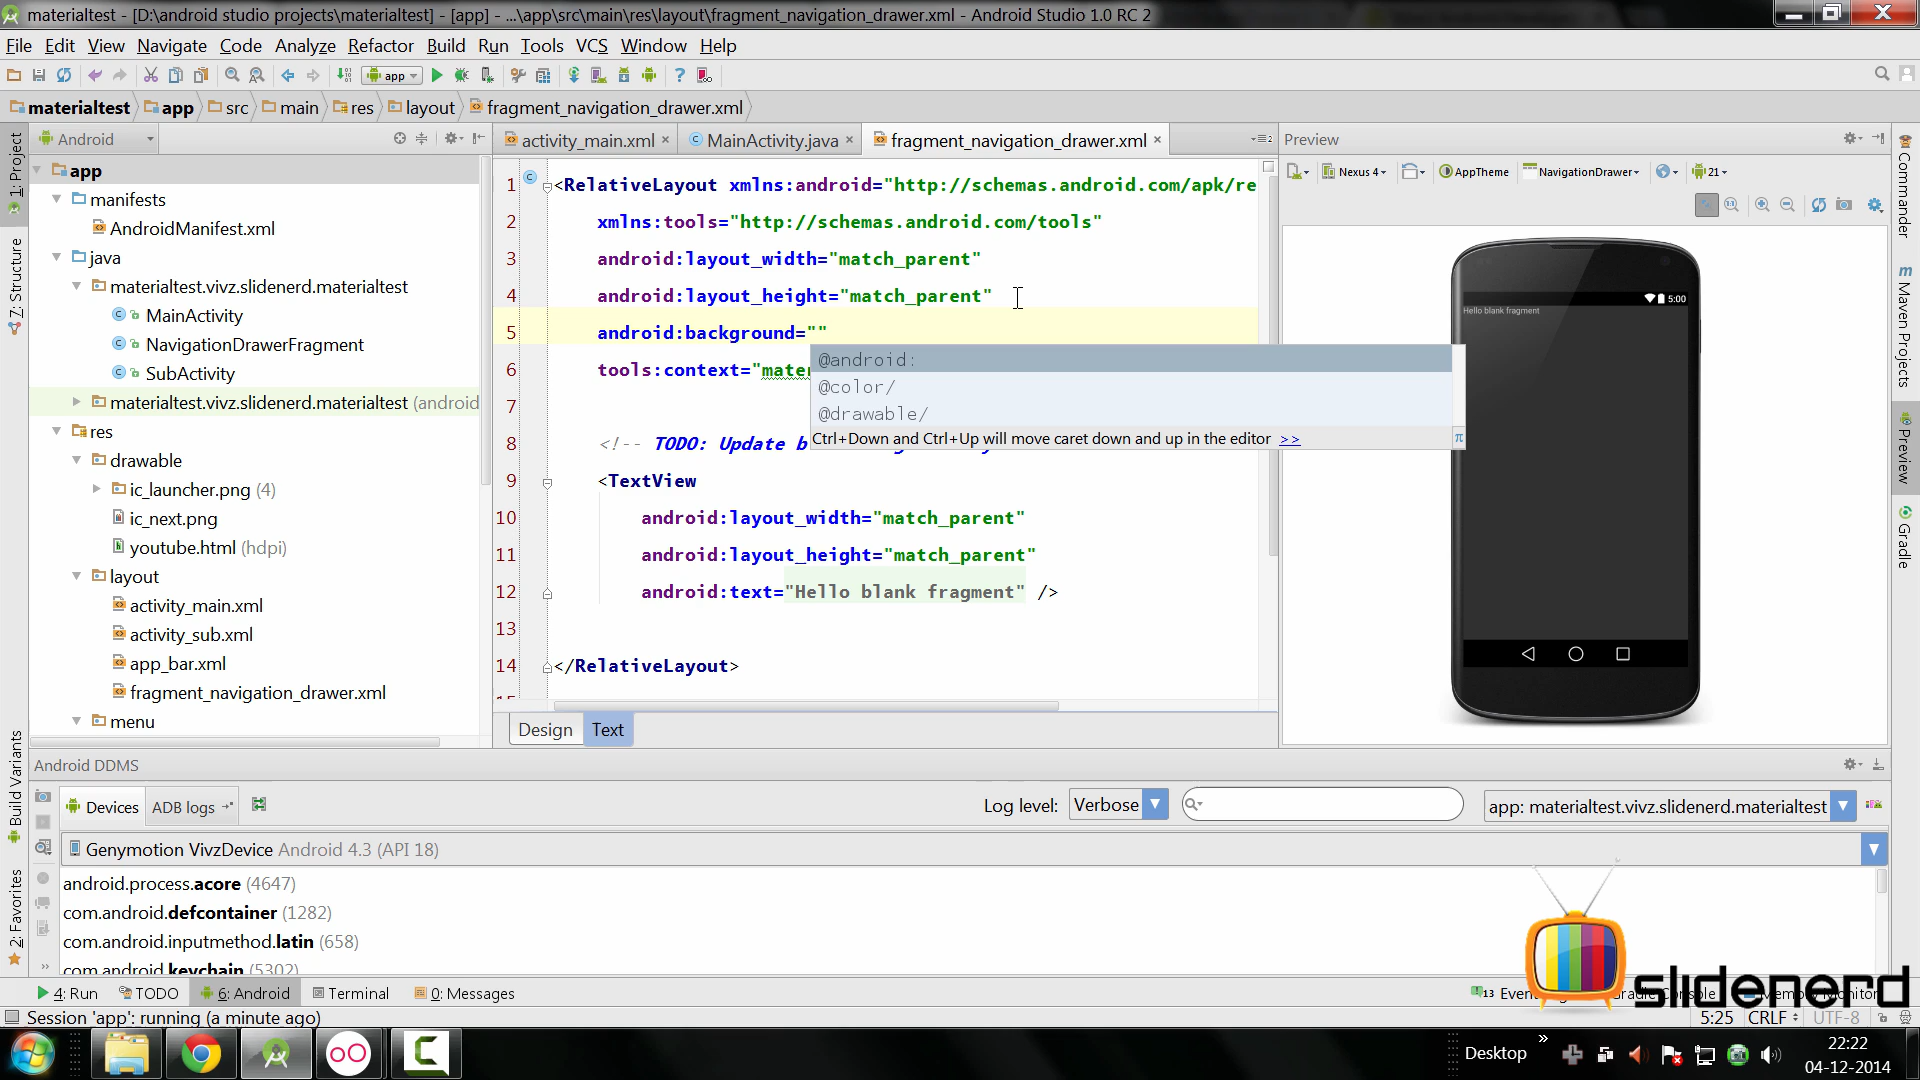 materialtest - [D:\android studio projects\materialtest] - [app] - ...\app\src\main\res\layout\fragment_navigation_drawer.xml - Android Studio 1.0 RC 2
File Edit View Navigate Code Analyze Refactor Build Run Tools VCS Window Help
app
materialtest app src main res layout fragment_navigation_drawer.xml
Android
activity_main.xml MainActivity.java fragment_navigation_drawer.xml
Preview
Nexus 4 AppTheme NavigationDrawer 21
1: Project
7: Structure
Build Variants
2: Favorites
app
manifests
AndroidManifest.xml
java
materialtest.vivz.slidenerd.materialtest
MainActivity
NavigationDrawerFragment
SubActivity
materialtest.vivz.slidenerd.materialtest (android
res
drawable
ic_launcher.png (4)
ic_next.png
youtube.html (hdpi)
layout
activity_main.xml
activity_sub.xml
app_bar.xml
fragment_navigation_drawer.xml
menu
1 <RelativeLayout xmlns:android="http://schemas.android.com/apk/re
2 xmlns:tools="http://schemas.android.com/tools"
3 android:layout_width="match_parent"
4 android:layout_height="match_parent"
5 android:background=""
6 tools:context="mater
7
8 <!-- TODO: Update b
9 <TextView
10 android:layout_width="match_parent"
11 android:layout_height="match_parent"
12 android:text="Hello blank fragment" />
13
14 </RelativeLayout>
@android:
@color/
@drawable/
Ctrl+Down and Ctrl+Up will move caret down and up in the editor >>
π
Design Text
5:00
Hello blank fragment
Commander
Maven Projects
Preview
Gradle
Android DDMS
Devices ADB logs
Log level: Verbose
app: materialtest.vivz.slidenerd.materialtest
Genymotion VivzDevice Android 4.3 (API 18)
android.process.acore (4647)
com.android.defcontainer (1282)
com.android.inputmethod.latin (658)
com.android.keychain (5302)
4: Run TODO 6: Android Terminal 0: Messages
13 Event Gradle Console Memory Monitor
slidenerd
Session 'app': running (a minute ago)
5:25 CRLF UTF-8
Desktop
22:22
04-12-2014